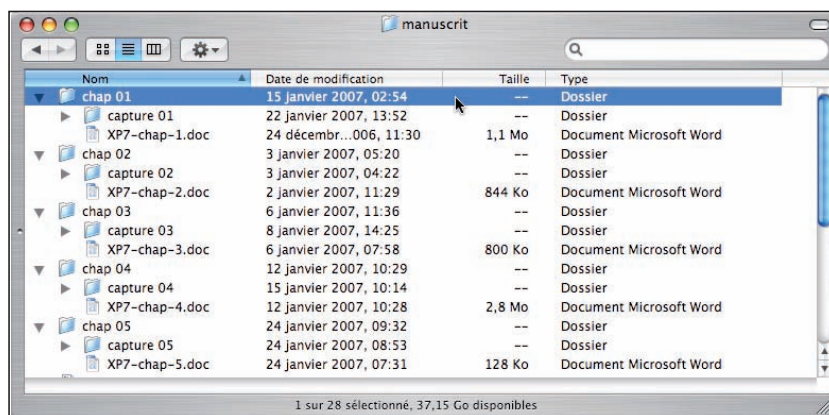 manuscrit
Nom Date de modification Taille Type
chap 01 15 janvier 2007, 02:54 -- Dossier
capture 01 22 janvier 2007, 13:52 -- Dossier
XP7-chap-1.doc 24 décembr...006, 11:30 1,1 Mo Document Microsoft Word
chap 02 3 janvier 2007, 05:20 -- Dossier
capture 02 3 janvier 2007, 04:22 -- Dossier
XP7-chap-2.doc 2 janvier 2007, 11:29 844 Ko Document Microsoft Word
chap 03 6 janvier 2007, 11:36 -- Dossier
capture 03 8 janvier 2007, 14:25 -- Dossier
XP7-chap-3.doc 6 janvier 2007, 07:58 800 Ko Document Microsoft Word
chap 04 12 janvier 2007, 10:29 -- Dossier
capture 04 15 janvier 2007, 10:14 -- Dossier
XP7-chap-4.doc 12 janvier 2007, 10:28 2,8 Mo Document Microsoft Word
chap 05 24 janvier 2007, 09:32 -- Dossier
capture 05 24 janvier 2007, 08:53 -- Dossier
XP7-chap-5.doc 24 janvier 2007, 07:31 128 Ko Document Microsoft Word
1 sur 28 sélectionné, 37,15 Go disponibles